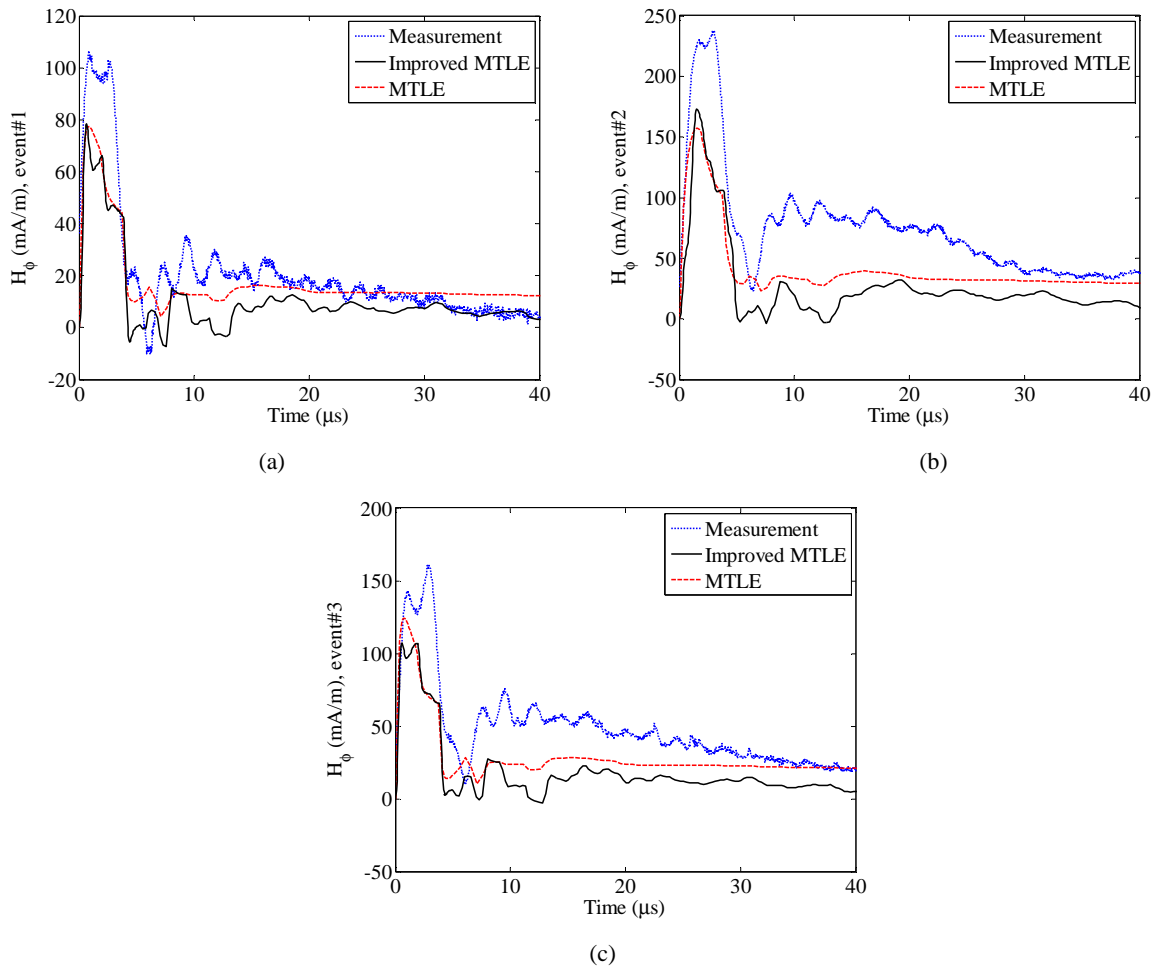 120
100
80
60
40
20
0
-20
H_ϕ (mA/m), event#1
Measurement
Improved MTLE
MTLE
0 10 20 30 40
Time (μs)
(a)
250
200
150
100
50
0
-50
H_ϕ (mA/m), event#2
Measurement
Improved MTLE
MTLE
0 10 20 30 40
Time (μs)
(b)
200
150
100
50
0
-50
H_ϕ (mA/m), event#3
Measurement
Improved MTLE
MTLE
0 10 20 30 40
Time (μs)
(c)